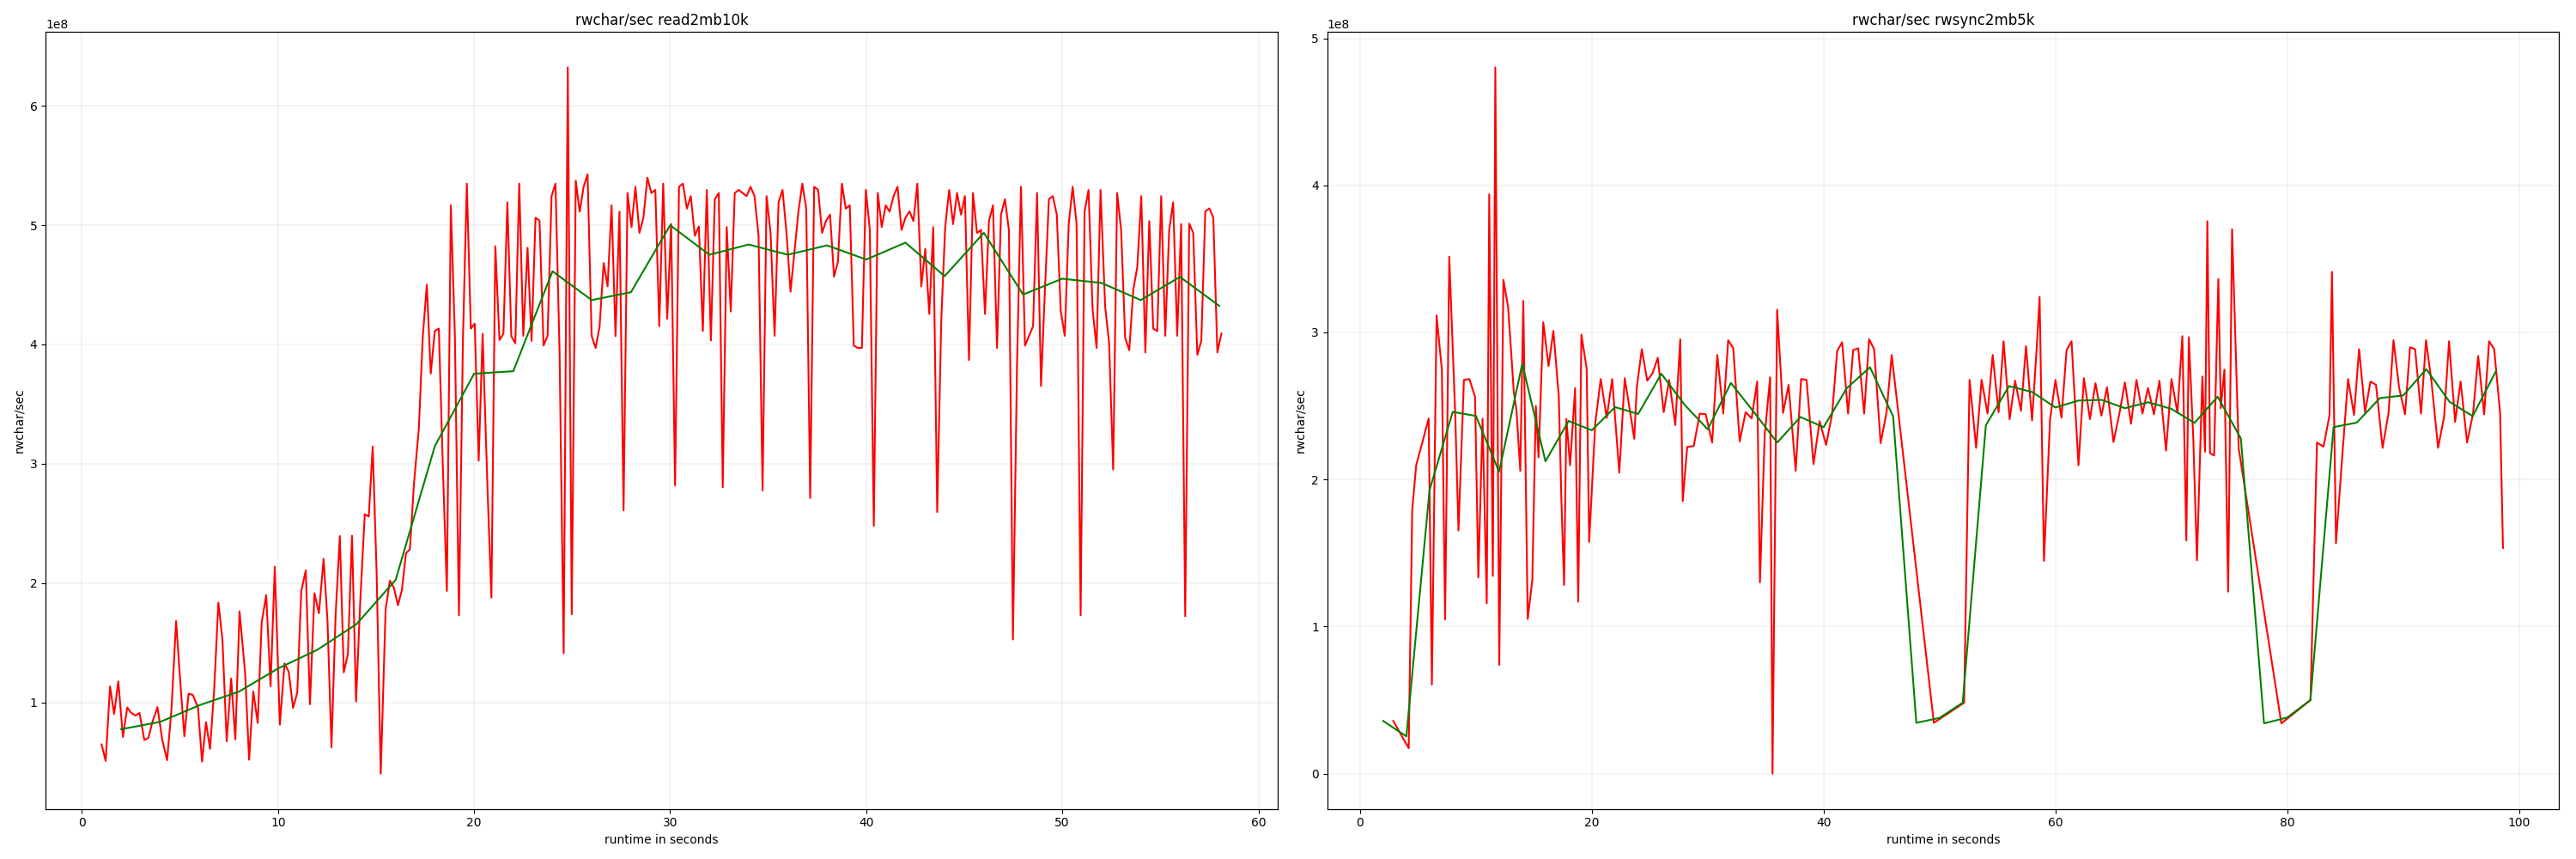 rwchar/sec read2mb10k
1e8
rwchar/sec
6
5
4
3
2
1
0 10 20 30 40 50 60
runtime in seconds
rwchar/sec rwsync2mb5k
1e8
rwchar/sec
5
4
3
2
1
0
0 20 40 60 80 100
runtime in seconds